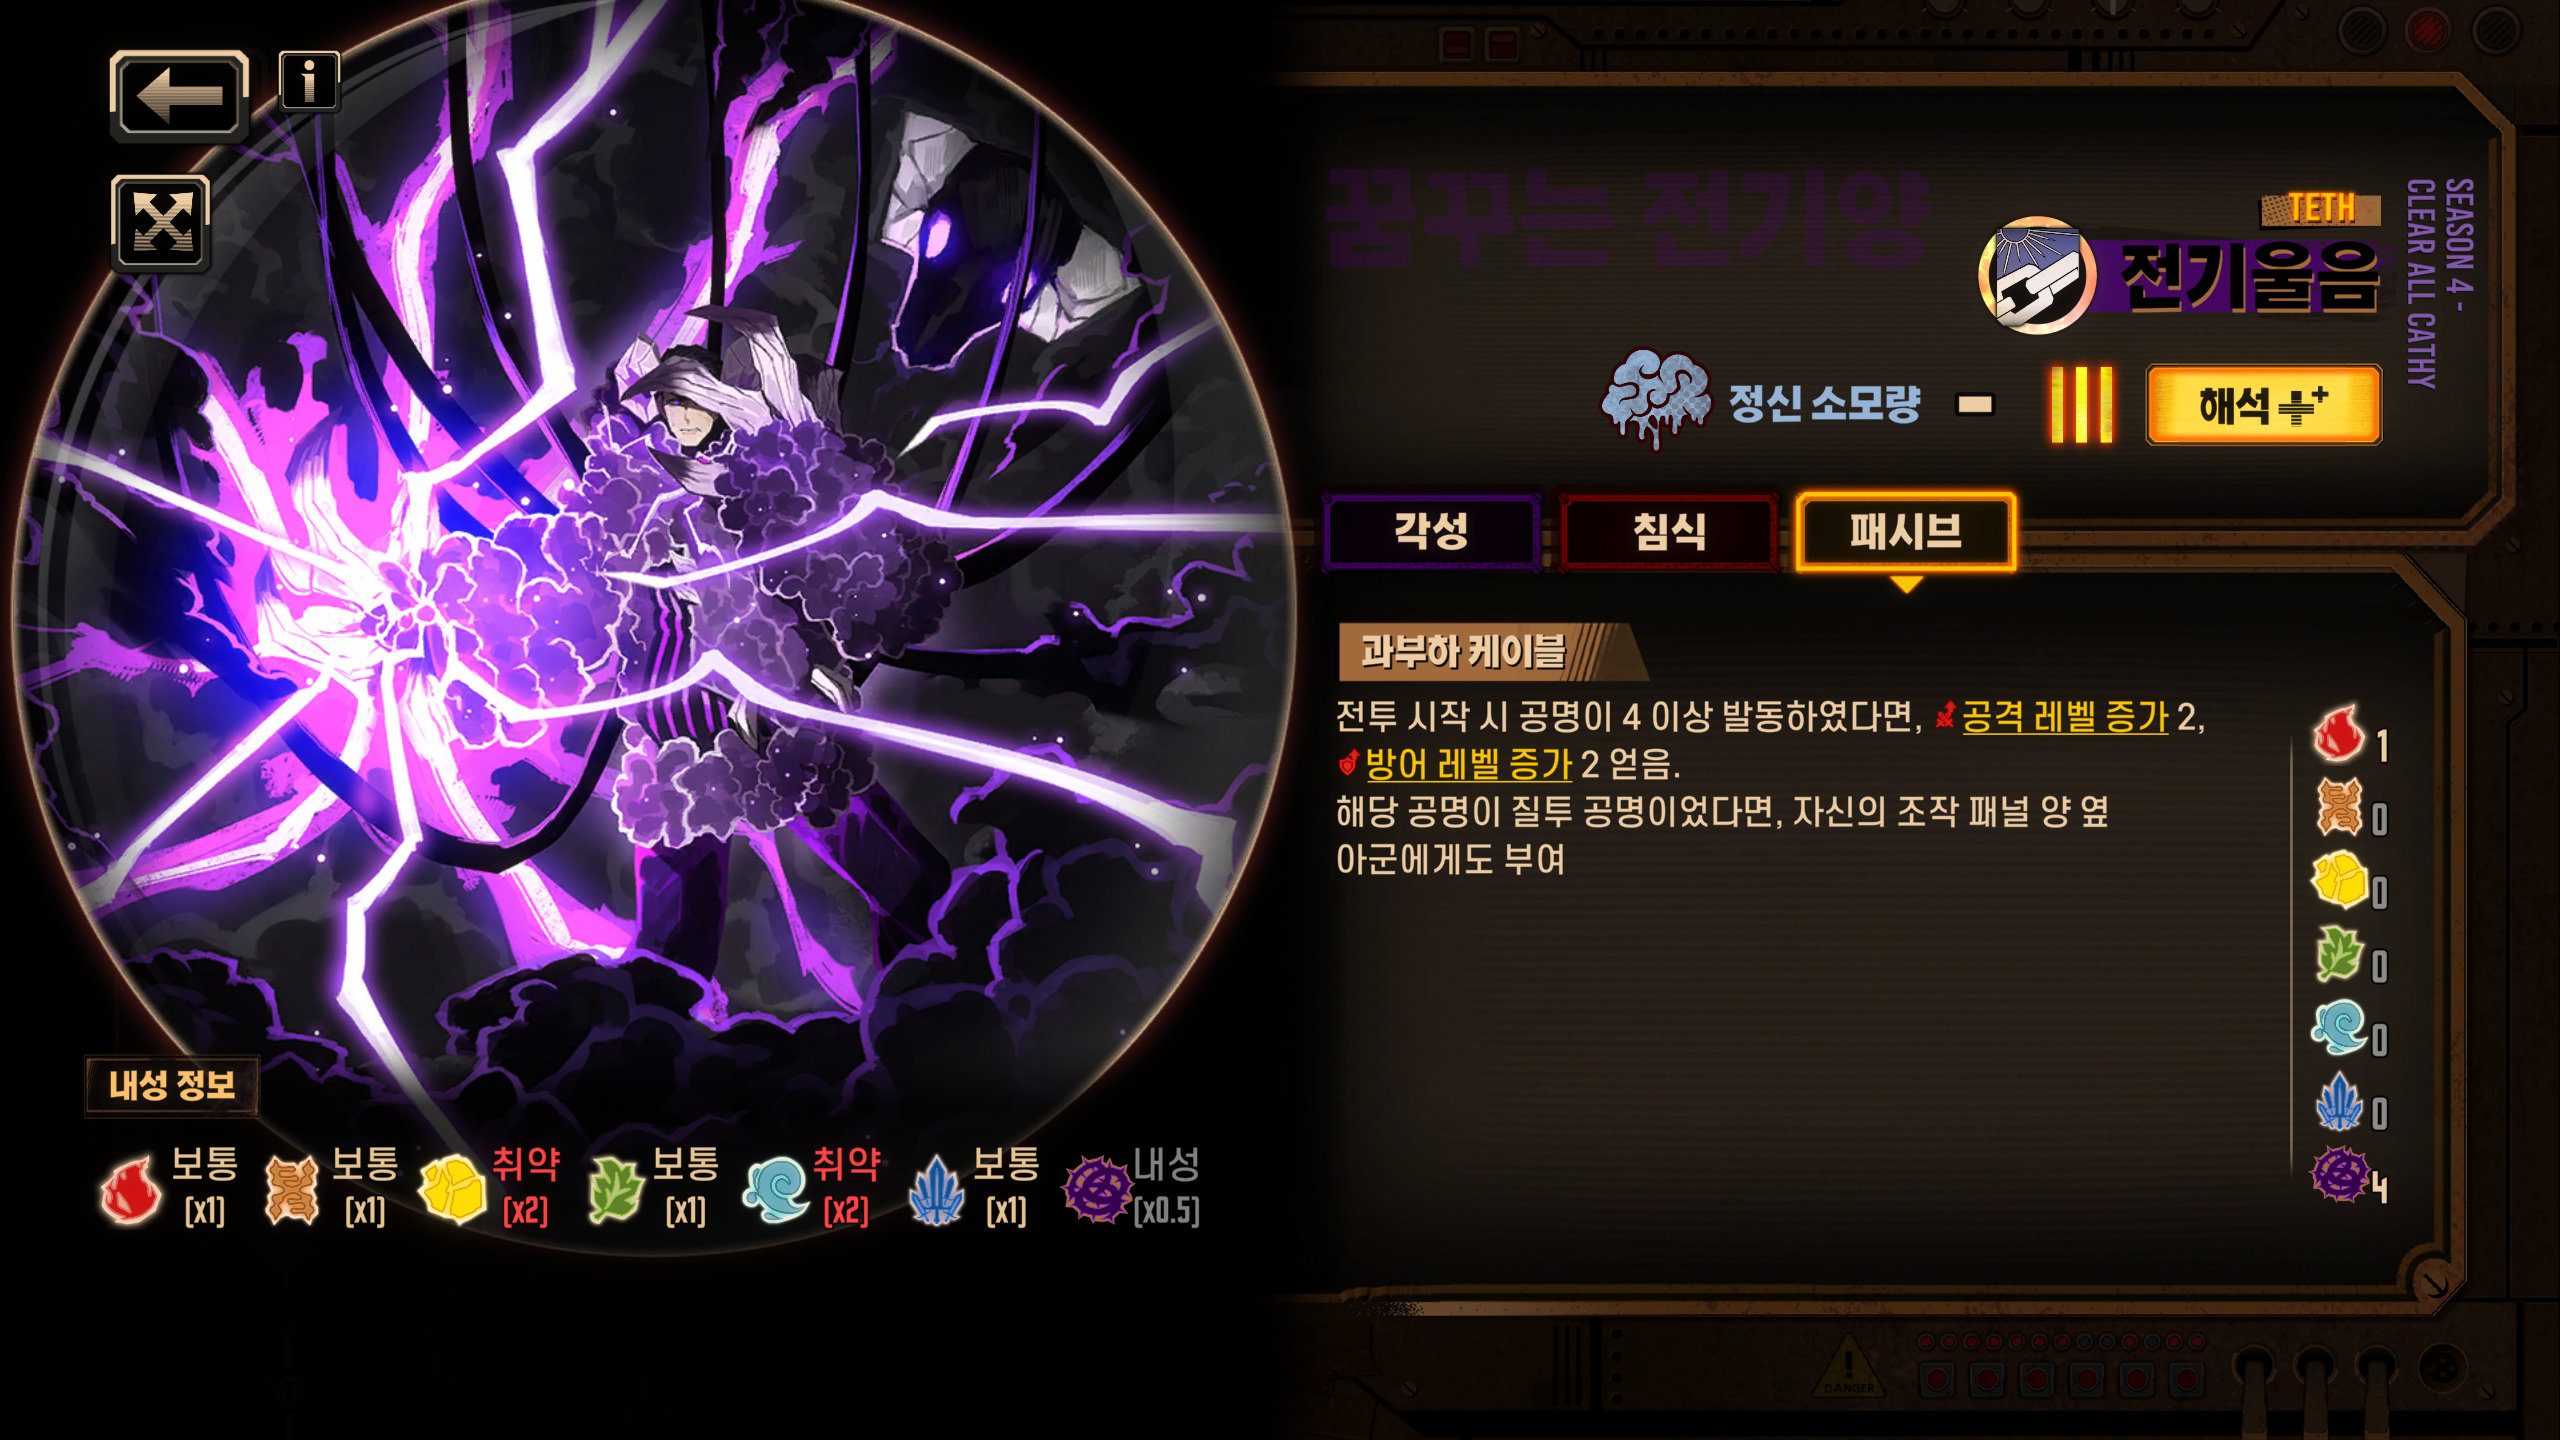 꿈꾸는 전기양
TETH
전기울음
SEASON 4 -
CLEAR ALL CATHY
정신 소모량 -
해석 ++
각성
침식
패시브
과부하 케이블
전투 시작 시 공명이 4 이상 발동하였다면, 공격 레벨 증가 2,
방어 레벨 증가 2 얻음.
해당 공명이 질투 공명이었다면, 자신의 조작 패널 양 옆
아군에게도 부여
1
0
0
0
0
0
4
내성 정보
보통 보통 취약 보통 취약 보통 내성
(x1) (x1) (x2) (x1) (x2) (x1) (x0.5)
DANGER